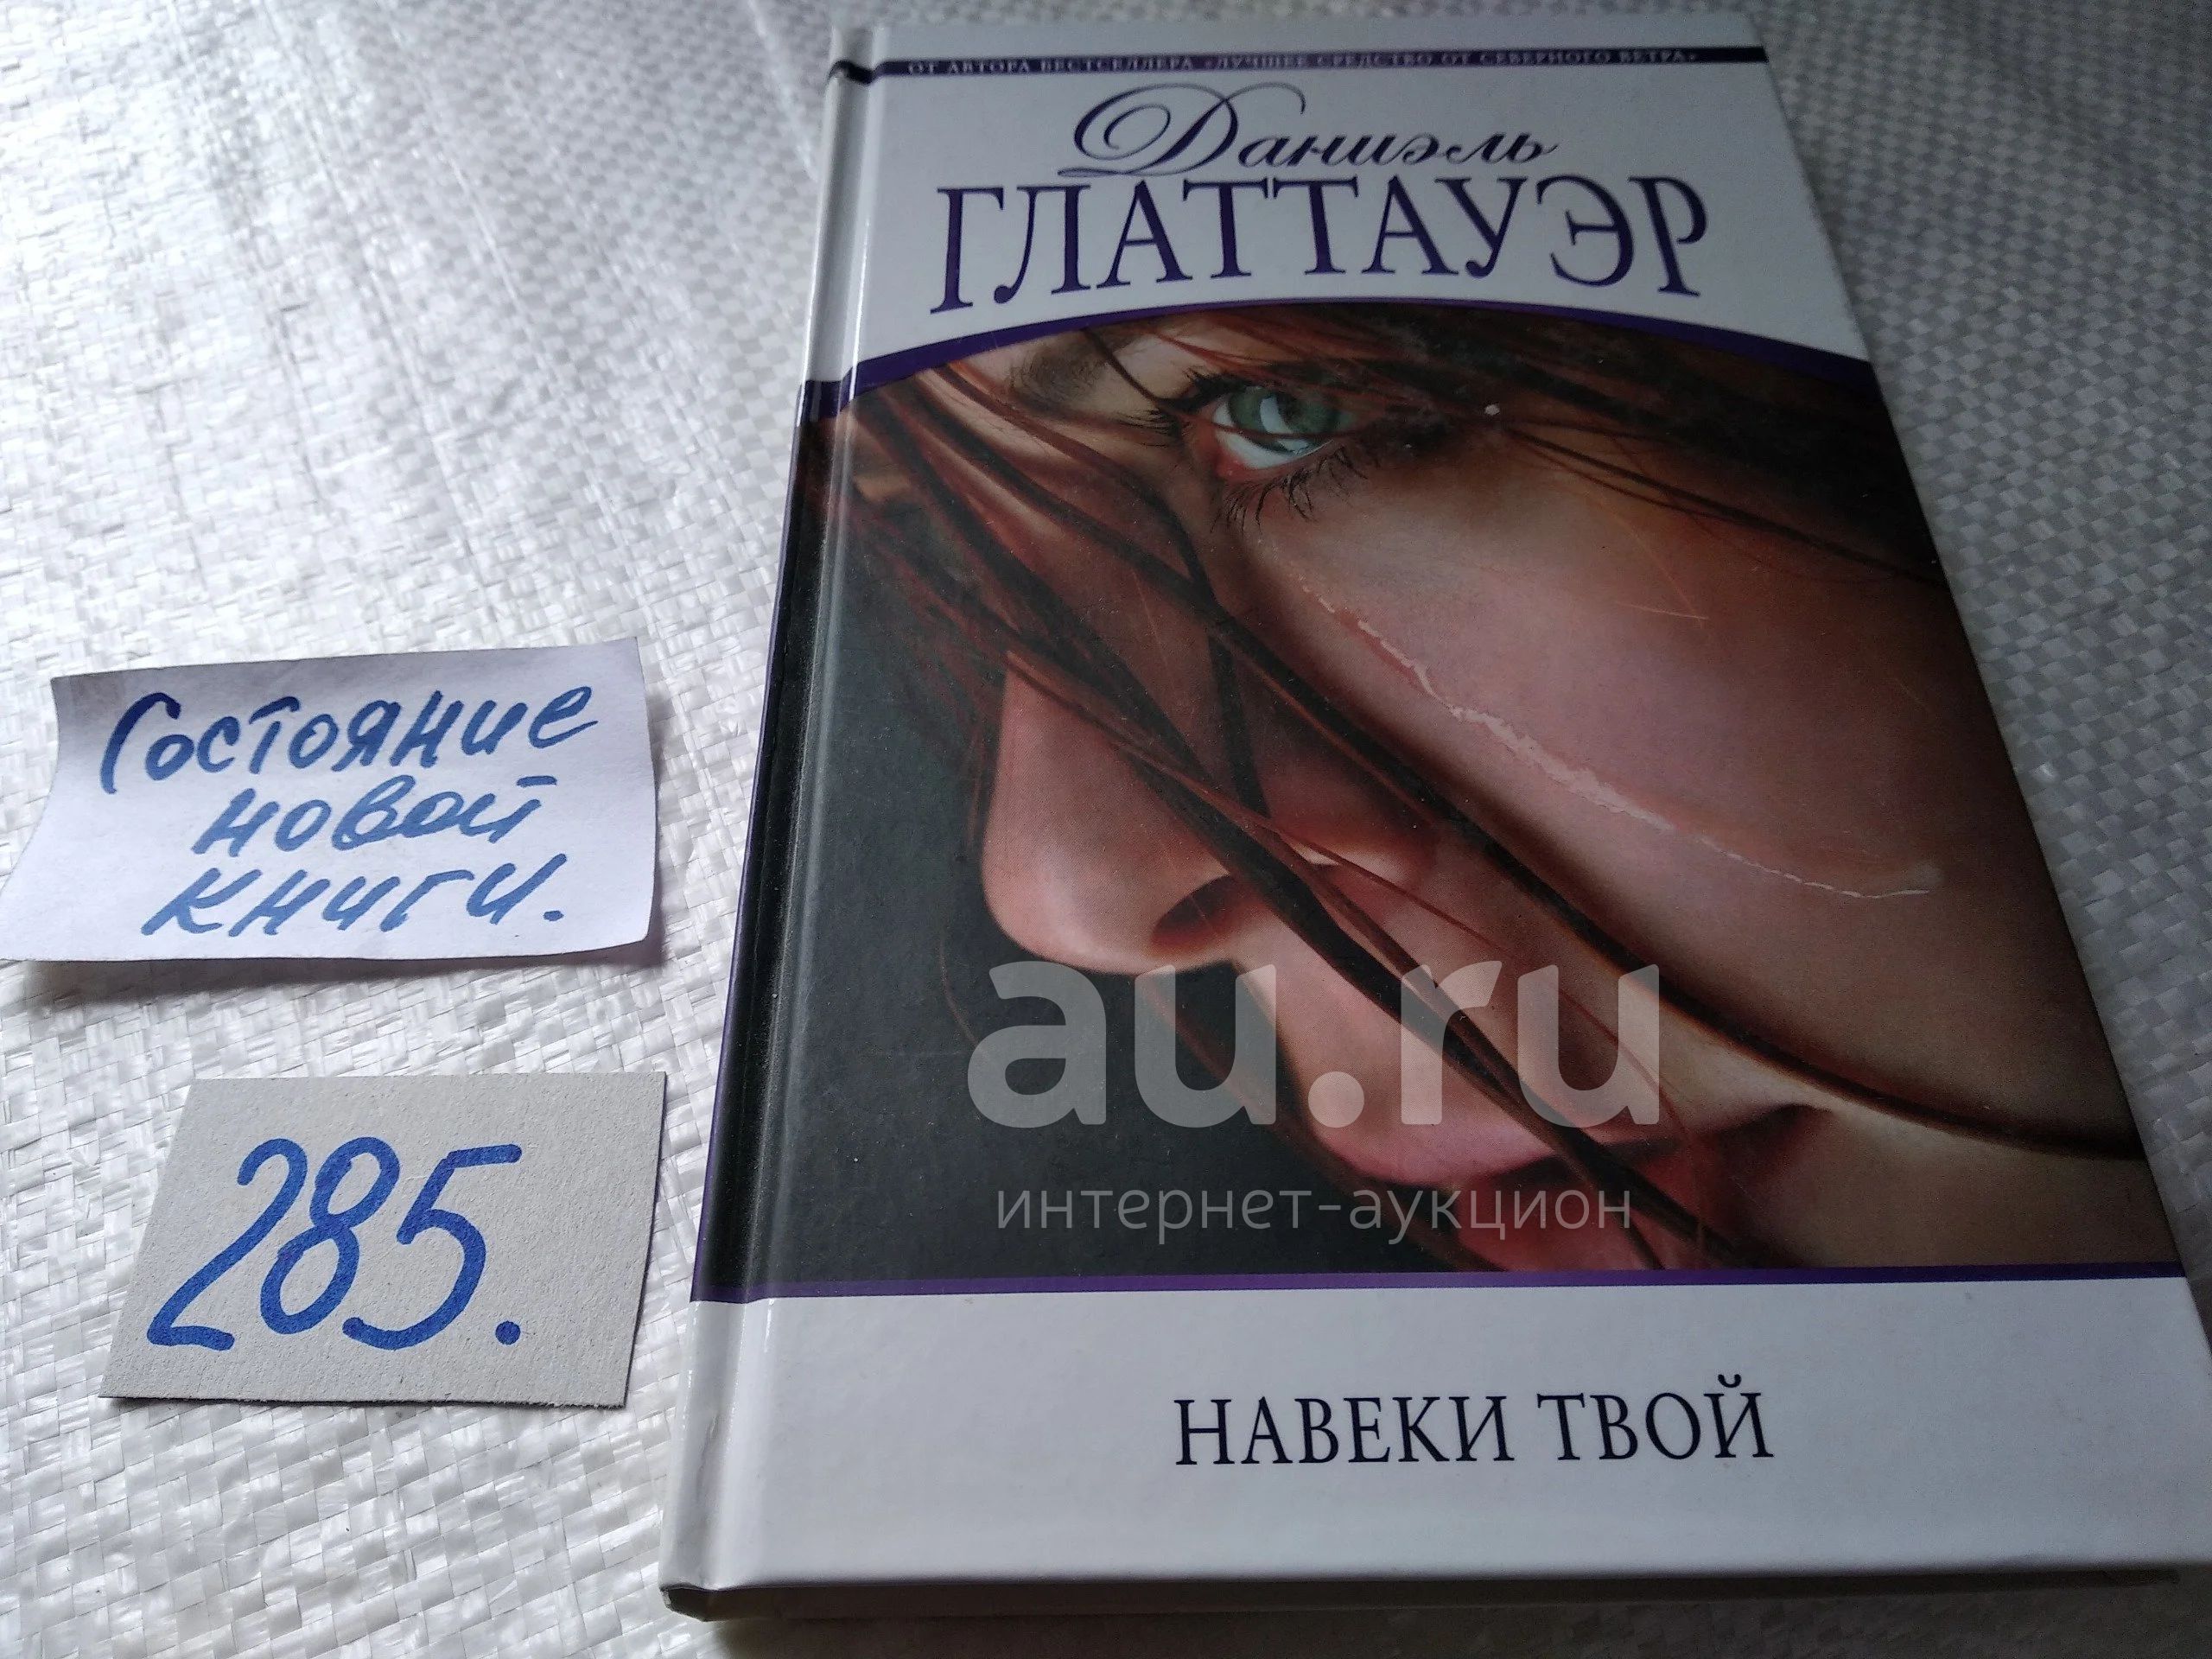 ОТ АВТОРА БЕСТСЕЛЛЕРА «ЛУЧШЕЕ СРЕДСТВО ОТ СЕВЕРНОГО ВЕТРА»
Даниэль
ГЛАТТАУЭР
Состояние
новой
книги.
285.
au.ru
интернет-аукцион
НАВЕКИ ТВОЙ